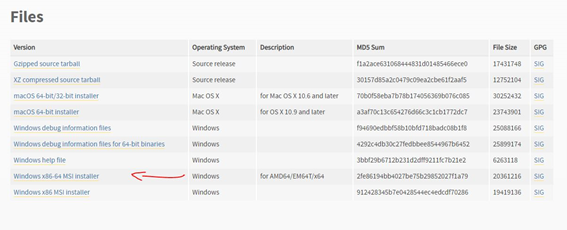 Files
Version Operating System Description MD5 Sum File Size GPG
Gzipped source tarball Source release f1a2ace631068444831d01485466ece0 17431748 SIG
XZ compressed source tarball Source release 30157d85a2c0479c09ea2cbe61f2aaf5 12752104 SIG
macOS 64-bit/32-bit installer Mac OS X for Mac OS X 10.6 and later 70b0f58eba7b78b174056369b076c085 30252432 SIG
macOS 64-bit installer Mac OS X for OS X 10.9 and later a3af70c13c654276d66c3c1cb1772dc7 23743901 SIG
Windows debug information files Windows f94690edbbf58b10bfd718badc08b1f8 25088166 SIG
Windows debug information files for 64-bit binaries Windows 4292c4db30c27fedbbee8544967b6452 25899174 SIG
Windows help file Windows 3bbf29b6712b231d2dff9211fc7b21e2 6263118 SIG
Windows x86-64 MSI installer Windows for AMD64/EM64T/x64 2fe86194bb4027be75b29852027f1a79 20361216 SIG
Windows x86 MSI installer Windows 912428345b7e0428544ec4edcdf70286 19419136 SIG